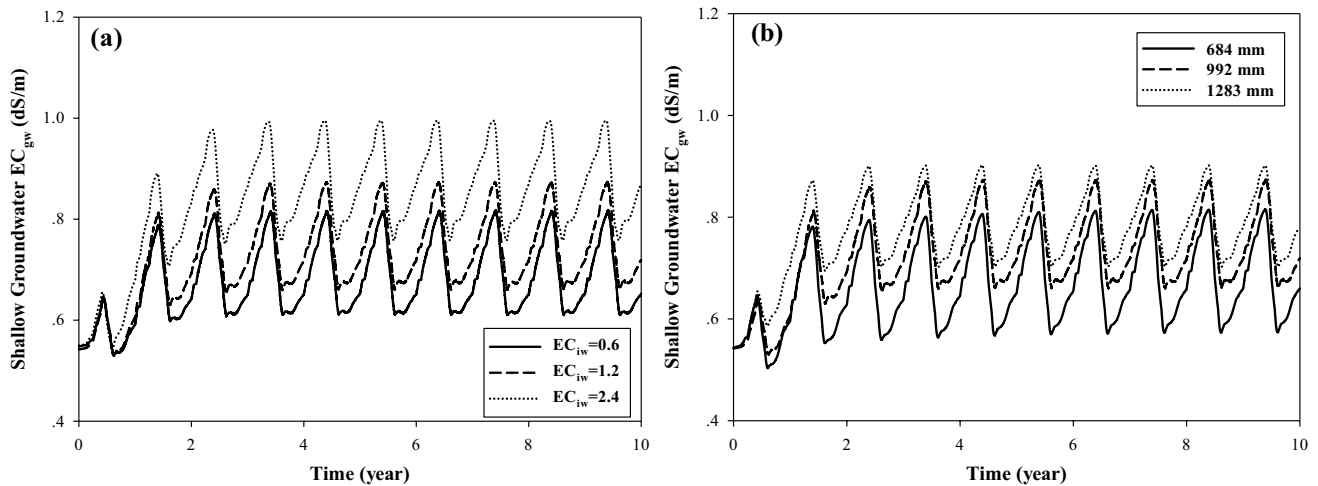 (a)
Shallow Groundwater EC_gw (dS/m)
1.2
1.0
.8
.6
.4
0
2
4
6
8
10
Time (year)
EC_iw=0.6
EC_iw=1.2
EC_iw=2.4
(b)
Shallow Groundwater EC_gw (dS/m)
1.2
1.0
.8
.6
.4
0
2
4
6
8
10
Time (year)
684 mm
992 mm
1283 mm